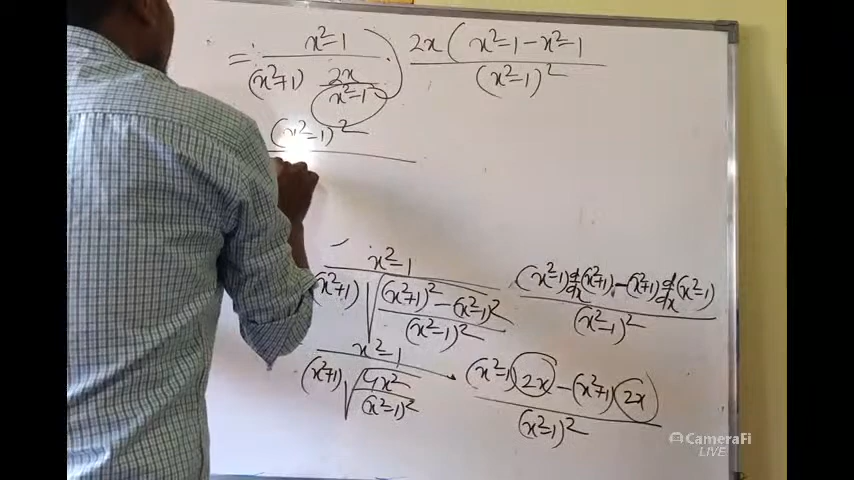 = x²-1 / (x²+1) 2x / x²-1 · 2x(x²-1-x²-1 / (x²-1)²
(x²-1)²
x²-1 / (x²+1) √((x²+1)²-(x²-1)² / (x²-1)²) (x²-1) d/dx (x²+1) - (x²+1) d/dx (x²-1) / (x²-1)²
x²-1 / (x²+1) √(4x² / (x²-1)²) · (x²-1) 2x - (x²+1) 2x / (x²-1)²
CameraFi
LIVE